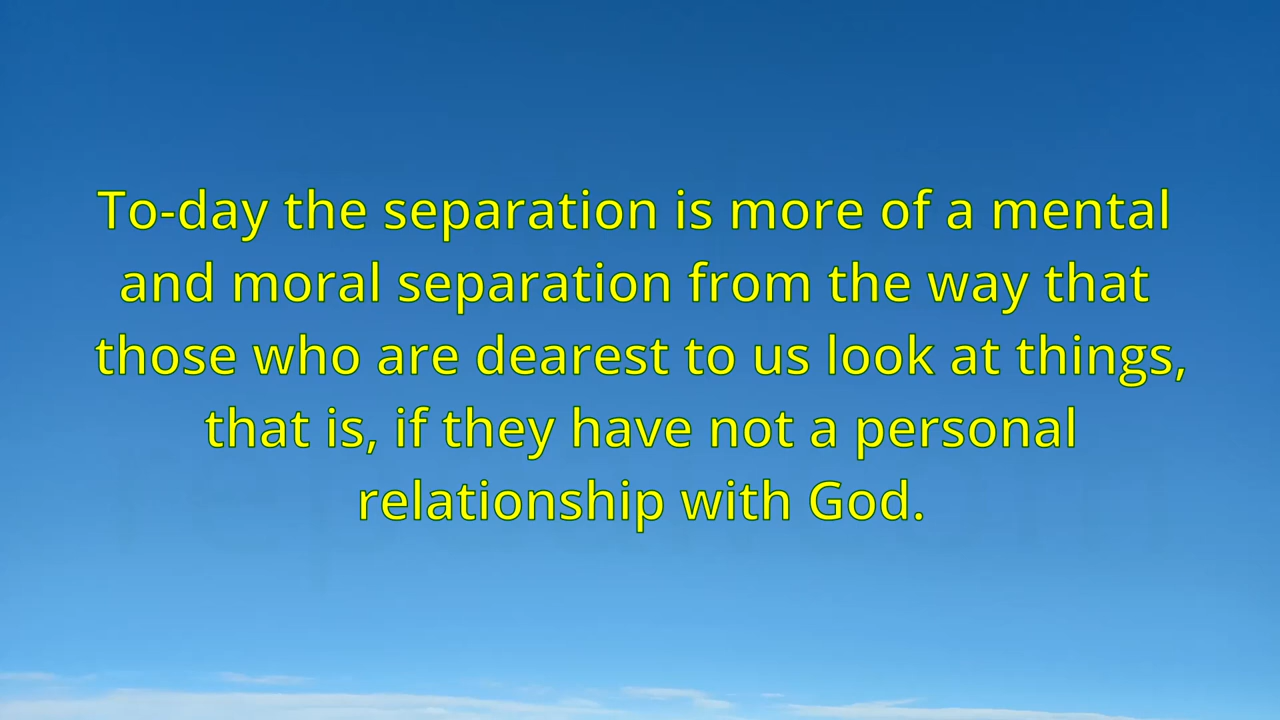 To-day the separation is more of a mental
and moral separation from the way that
those who are dearest to us look at things,
that is, if they have not a personal
relationship with God.